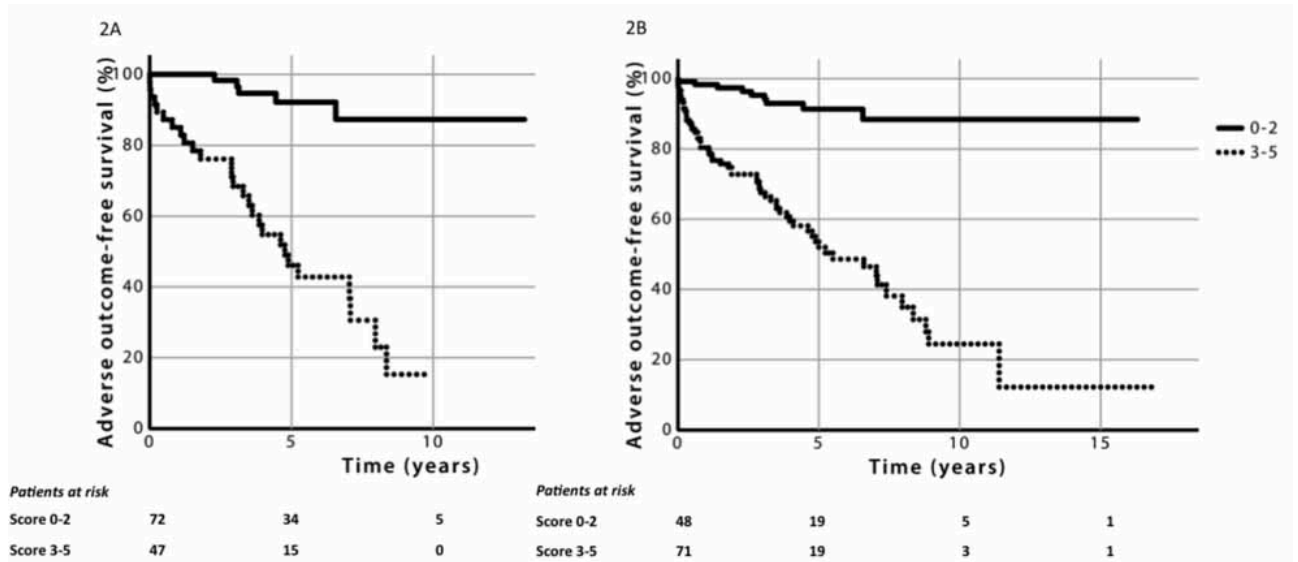 2A
Adverse outcome-free survival (%)
100
80
60
40
20
0
0 5 10
Time (years)
Patients at risk
Score 0-2 72 34 5
Score 3-5 47 15 0
2B
Adverse outcome-free survival (%)
100
80
60
40
20
0
0 5 10 15
Time (years)
0-2
3-5
Patients at risk
Score 0-2 48 19 5 1
Score 3-5 71 19 3 1